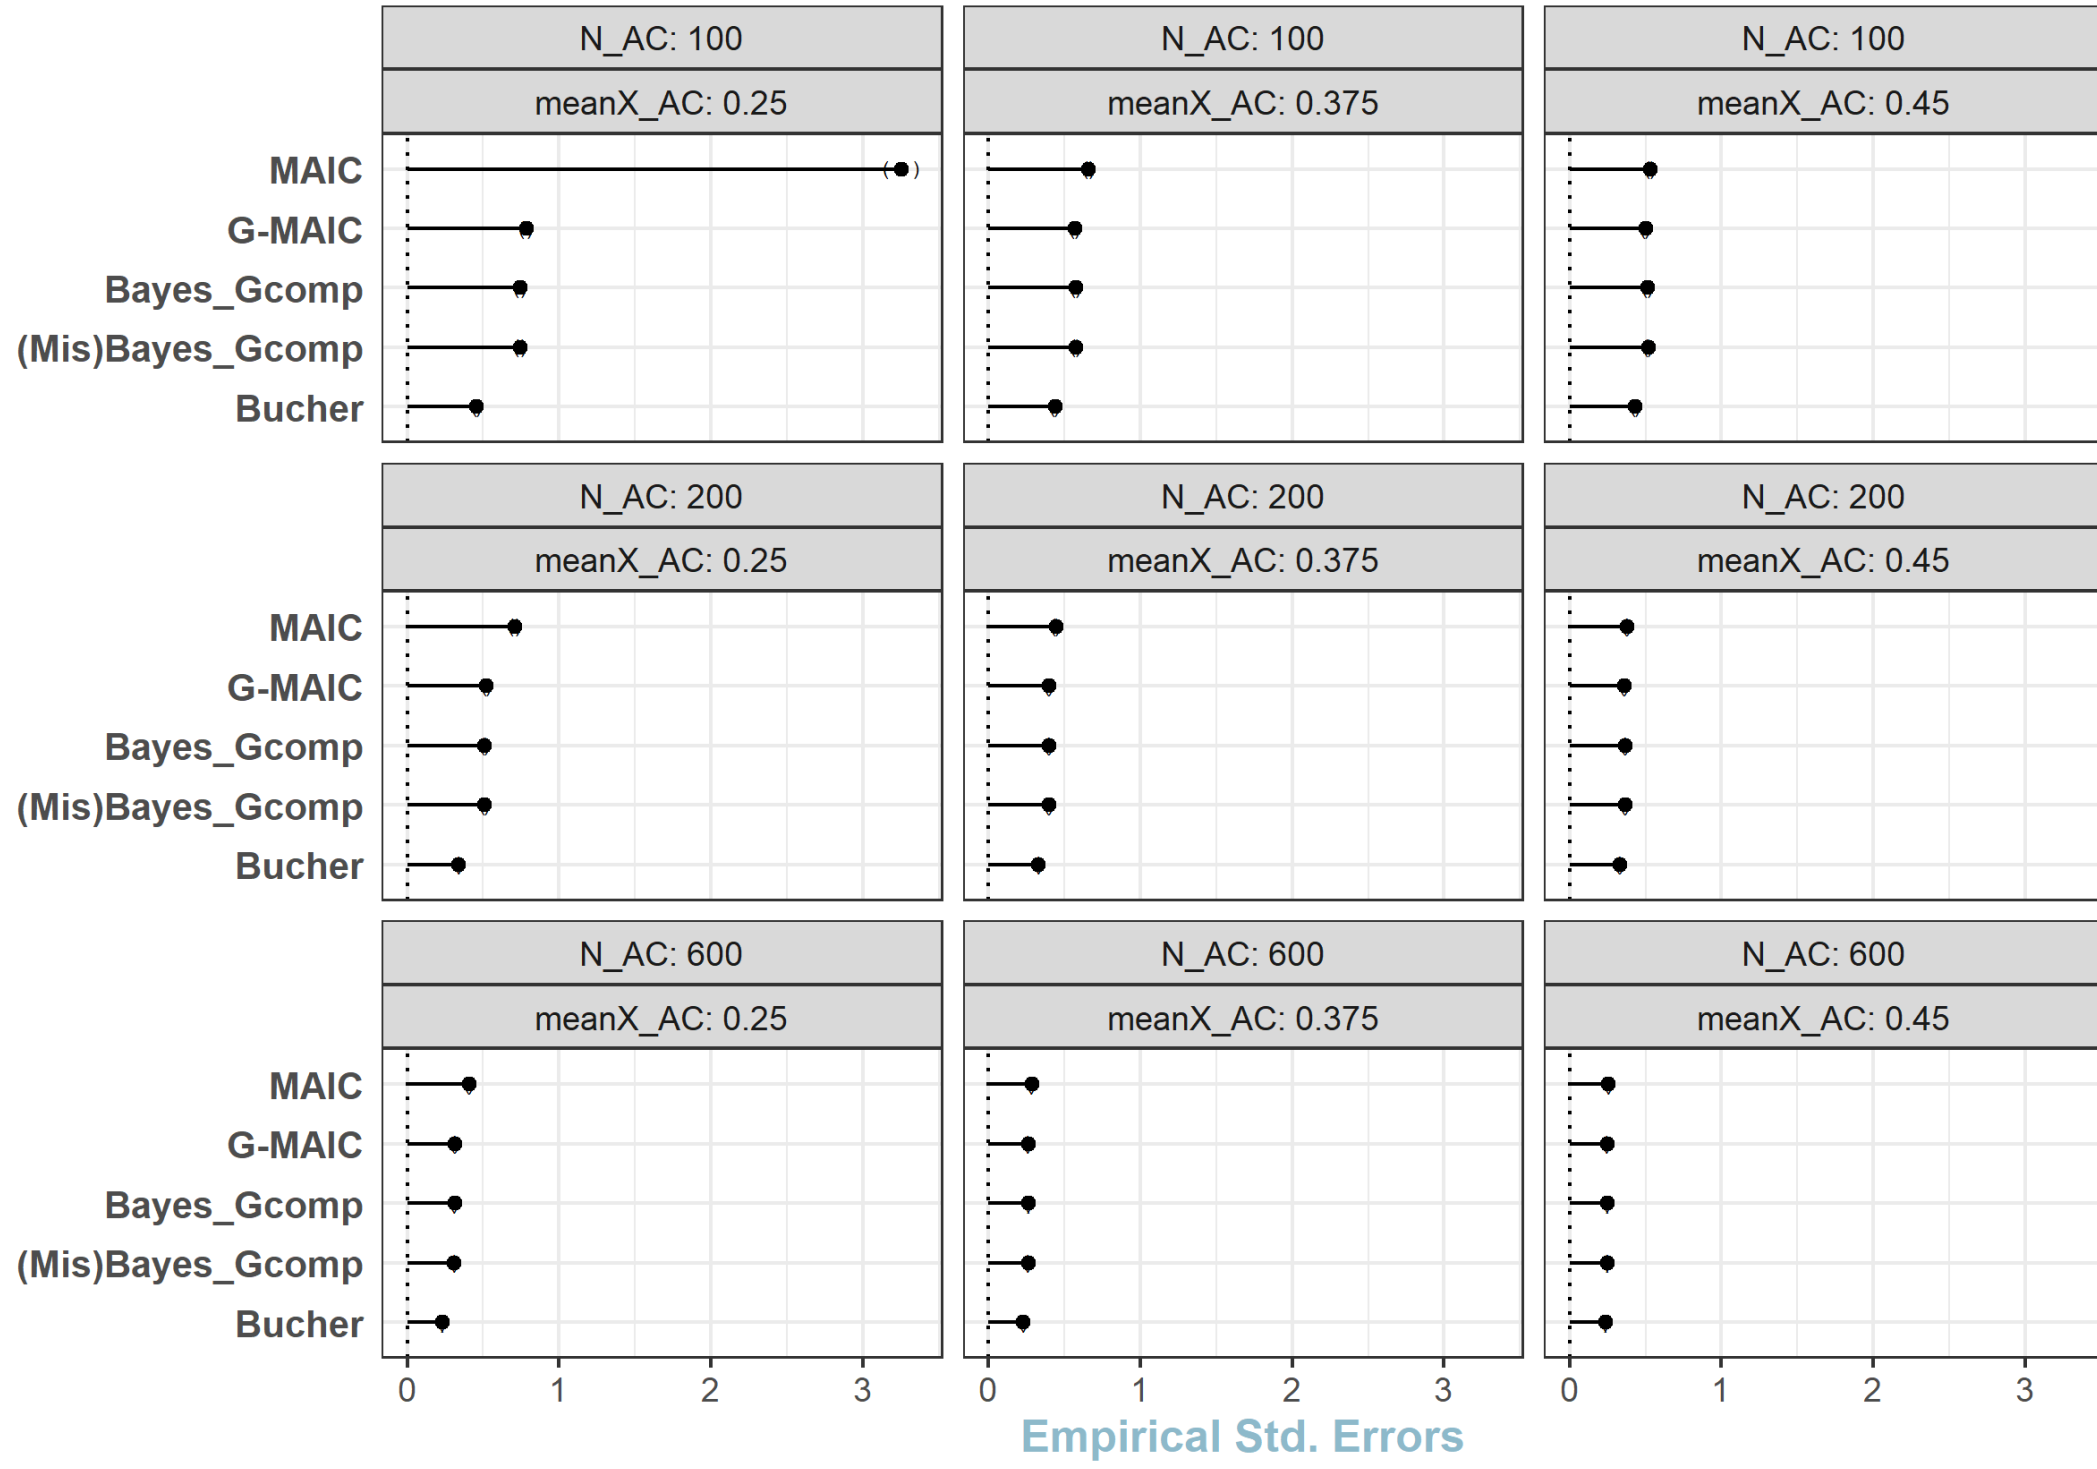 N_AC: 100
N_AC: 100
N_AC: 100
meanX_AC: 0.25
meanX_AC: 0.375
meanX_AC: 0.45
MAIC
G-MAIC
Bayes_Gcomp
(Mis)Bayes_Gcomp
Bucher
N_AC: 200
N_AC: 200
N_AC: 200
meanX_AC: 0.25
meanX_AC: 0.375
meanX_AC: 0.45
MAIC
G-MAIC
Bayes_Gcomp
(Mis)Bayes_Gcomp
Bucher
N_AC: 600
N_AC: 600
N_AC: 600
meanX_AC: 0.25
meanX_AC: 0.375
meanX_AC: 0.45
MAIC
G-MAIC
Bayes_Gcomp
(Mis)Bayes_Gcomp
Bucher
0 1 2 3
0 1 2 3
0 1 2 3
Empirical Std. Errors